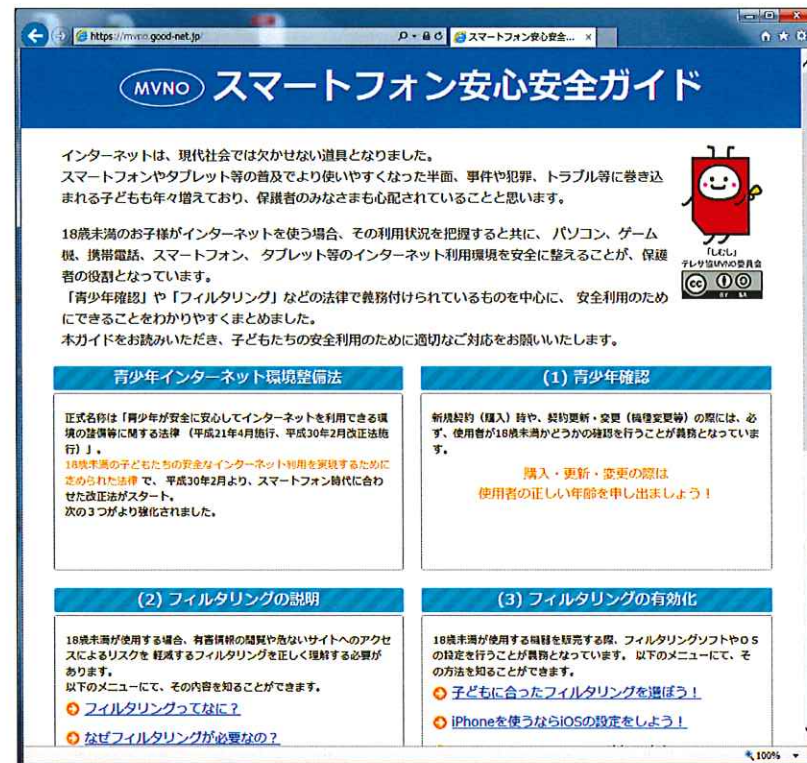 https://mvno.good-net.jp/
スマートフォン安心安全... ×
MVNO スマートフォン安心安全ガイド
インターネットは、現代社会では欠かせない道具となりました。
スマートフォンやタブレット等の普及でより使いやすくなった半面、事件や犯罪、トラブル等に巻き込
まれる子どもも年々増えており、保護者のみなさまも心配されていることと思います。
18歳未満のお子様がインターネットを使う場合、その利用状況を把握すると共に、パソコン、ゲーム
機、携帯電話、スマートフォン、 タブレット等のインターネット利用環境を安全に整えることが、保護
者の役割となっています。
「青少年確認」や「フィルタリング」などの法律で義務付けられているものを中心に、 安全利用のため
にできることをわかりやすくまとめました。
本ガイドをお読みいただき、子どもたちの安全利用のために適切なご対応をお願いいたします。
「しむし」
テレサ協MVNO委員会
cc
BY SA
青少年インターネット環境整備法
正式名称は「青少年が安全に安心してインターネットを利用できる環
境の整備等に関する法律 （平成21年4月施行、平成30年2月改正法施
行）」。
18歳未満の子どもたちの安全なインターネット利用を実現するために
定められた法律 で、 平成30年2月より、スマートフォン時代に合わ
せた改正法がスタート。
次の３つがより強化されました。
(1) 青少年確認
新規契約（購入）時や、契約更新・変更（機種変更等）の際には、必
ず、使用者が18歳未満かどうかの確認を行うことが義務となっていま
す。
購入・更新・変更の際は
使用者の正しい年齢を申し出ましょう！
(2) フィルタリングの説明
18歳未満が使用する場合、有害情報の閲覧や危ないサイトへのアクセ
スによるリスクを 軽減するフィルタリングを正しく理解する必要が
あります。
以下のメニューにて、その内容を知ることができます。
フィルタリングってなに？
なぜフィルタリングが必要なの？
(3) フィルタリングの有効化
18歳未満が使用する機器を販売する際、フィルタリングソフトやＯＳ
の設定を行うことが義務となっています。 以下のメニューにて、そ
の方法を知ることができます。
子どもに合ったフィルタリングを選ぼう！
iPhoneを使うならiOSの設定をしよう！
100%